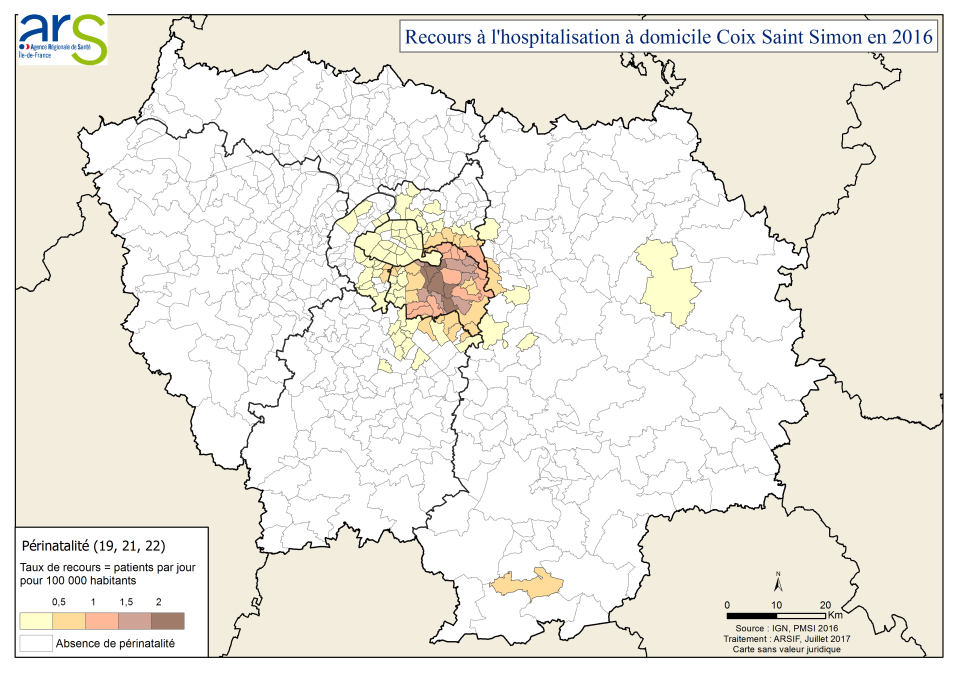 ars
Agence Régionale de Santé
Île-de-France
Recours à l'hospitalisation à domicile Coix Saint Simon en 2016
Périnatalité (19, 21, 22)
Taux de recours = patients par jour
pour 100 000 habitants
0,5 1 1,5 2
Absence de périnatalité
N
0 10 20
Km
Source : IGN, PMSI 2016
Traitement : ARSIF, Juillet 2017
Carte sans valeur juridique